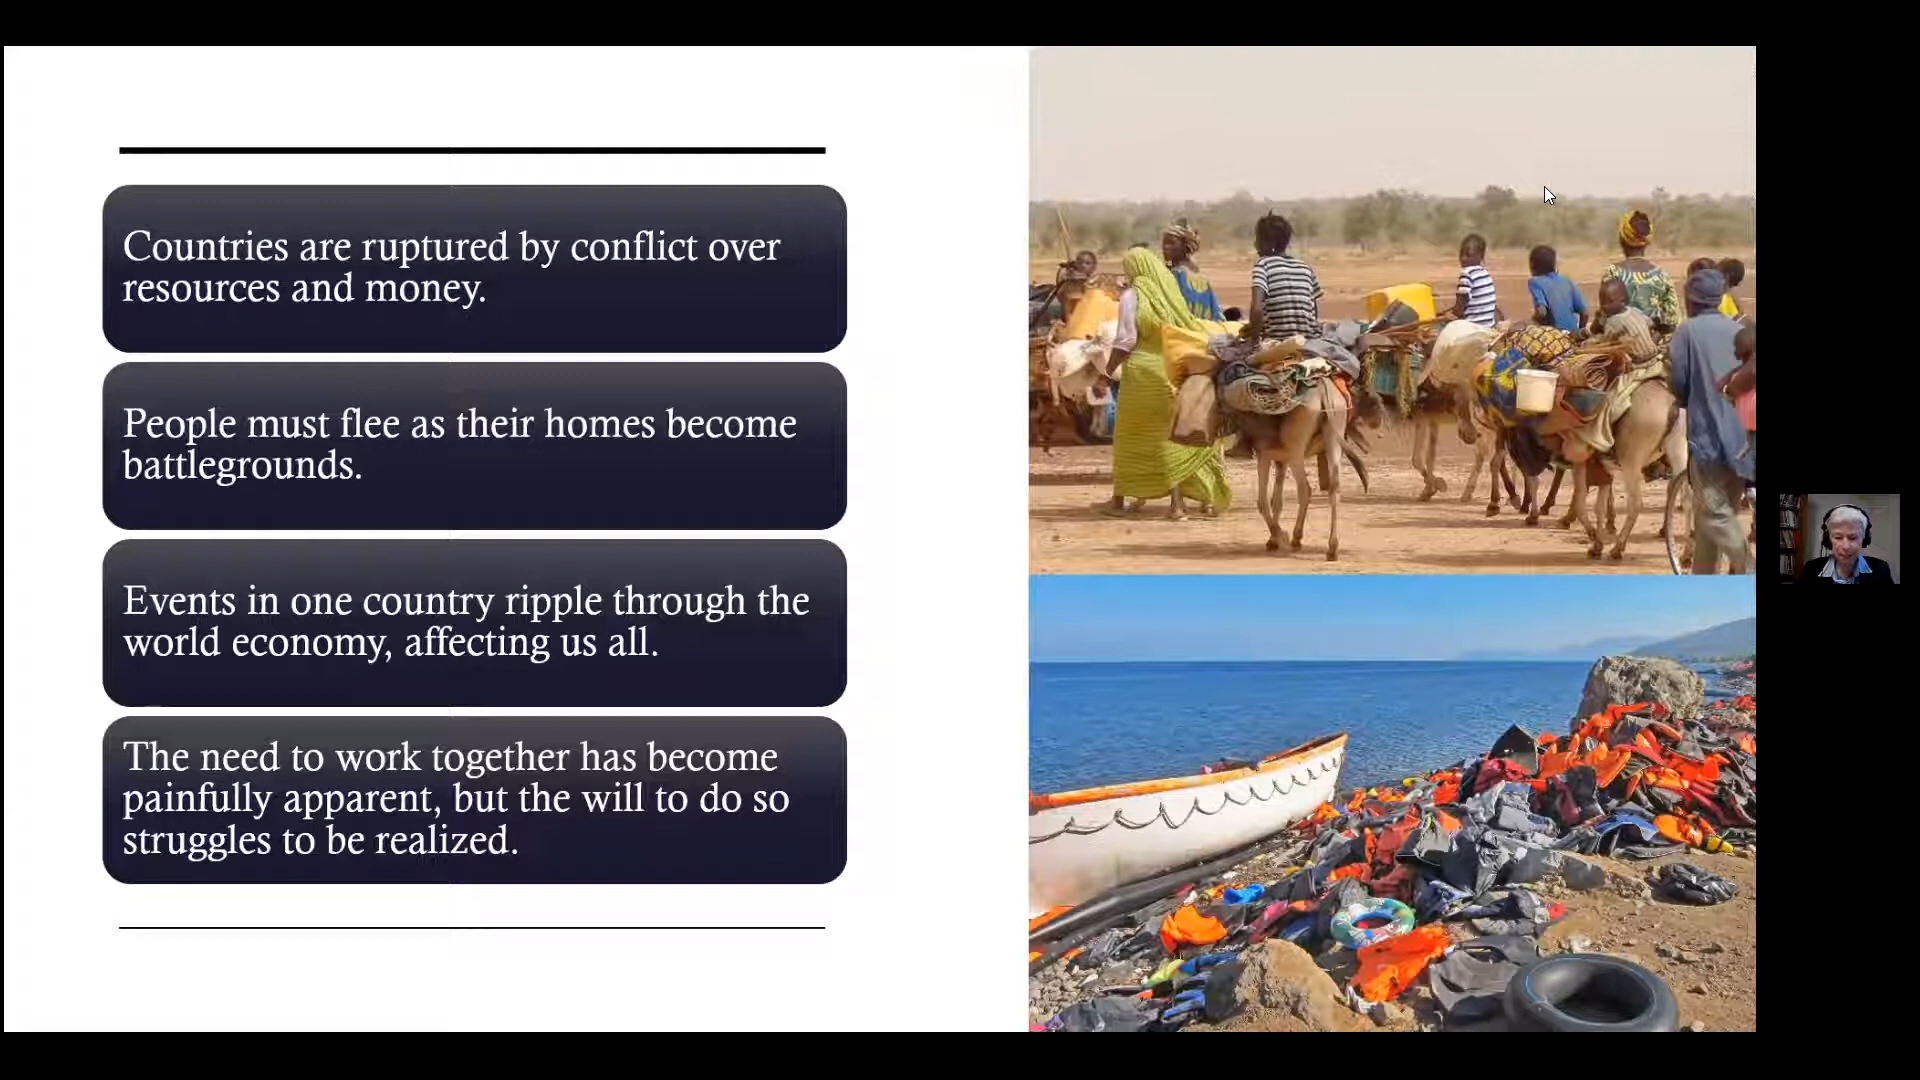 Countries are ruptured by conflict over
resources and money.
People must flee as their homes become
battlegrounds.
Events in one country ripple through the
world economy, affecting us all.
The need to work together has become
painfully apparent, but the will to do so
struggles to be realized.